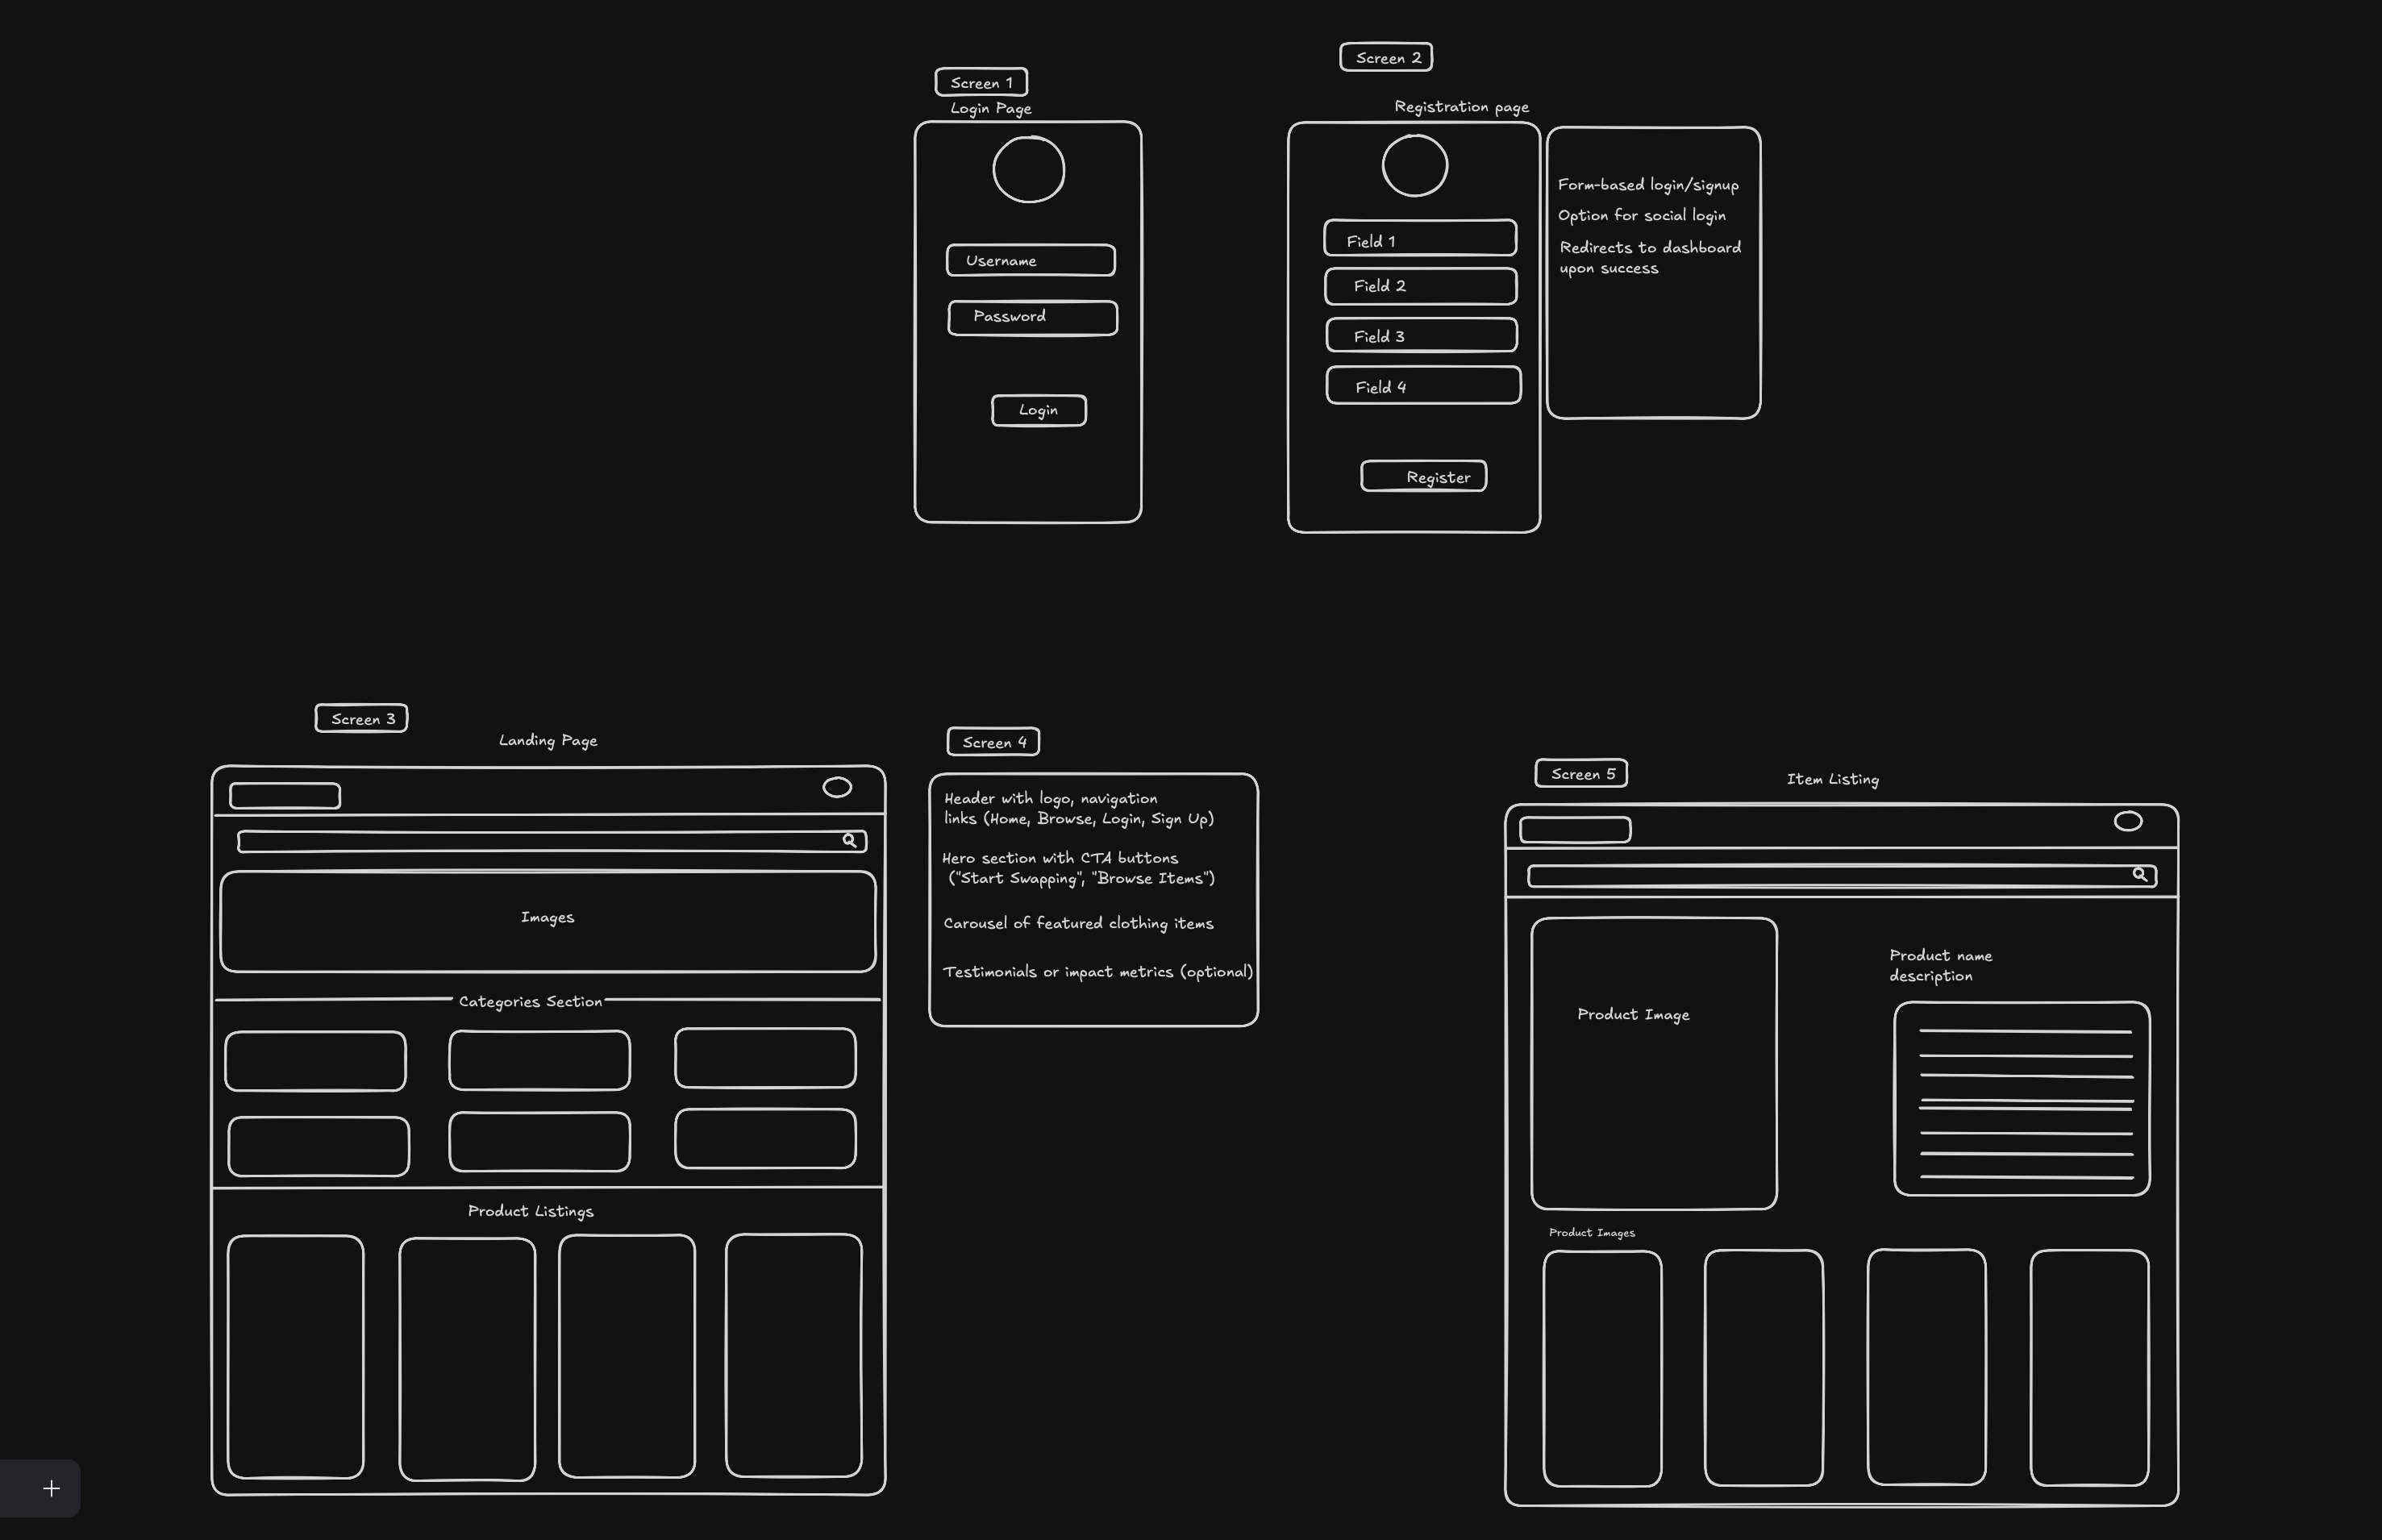 Screen 1
Login Page
Username
Password
Login
Screen 2
Registration page
Field 1
Field 2
Field 3
Field 4
Register
Form-based login/signup
Option for social login
Redirects to dashboard
upon success
Screen 3
Landing Page
Images
Categories Section
Product Listings
Screen 4
Header with logo, navigation
links (Home, Browse, Login, Sign Up)
Hero section with CTA buttons
("Start Swapping", "Browse Items")
Carousel of featured clothing items
Testimonials or impact metrics (optional)
Screen 5
Item Listing
Product Image
Product name
description
Product Images